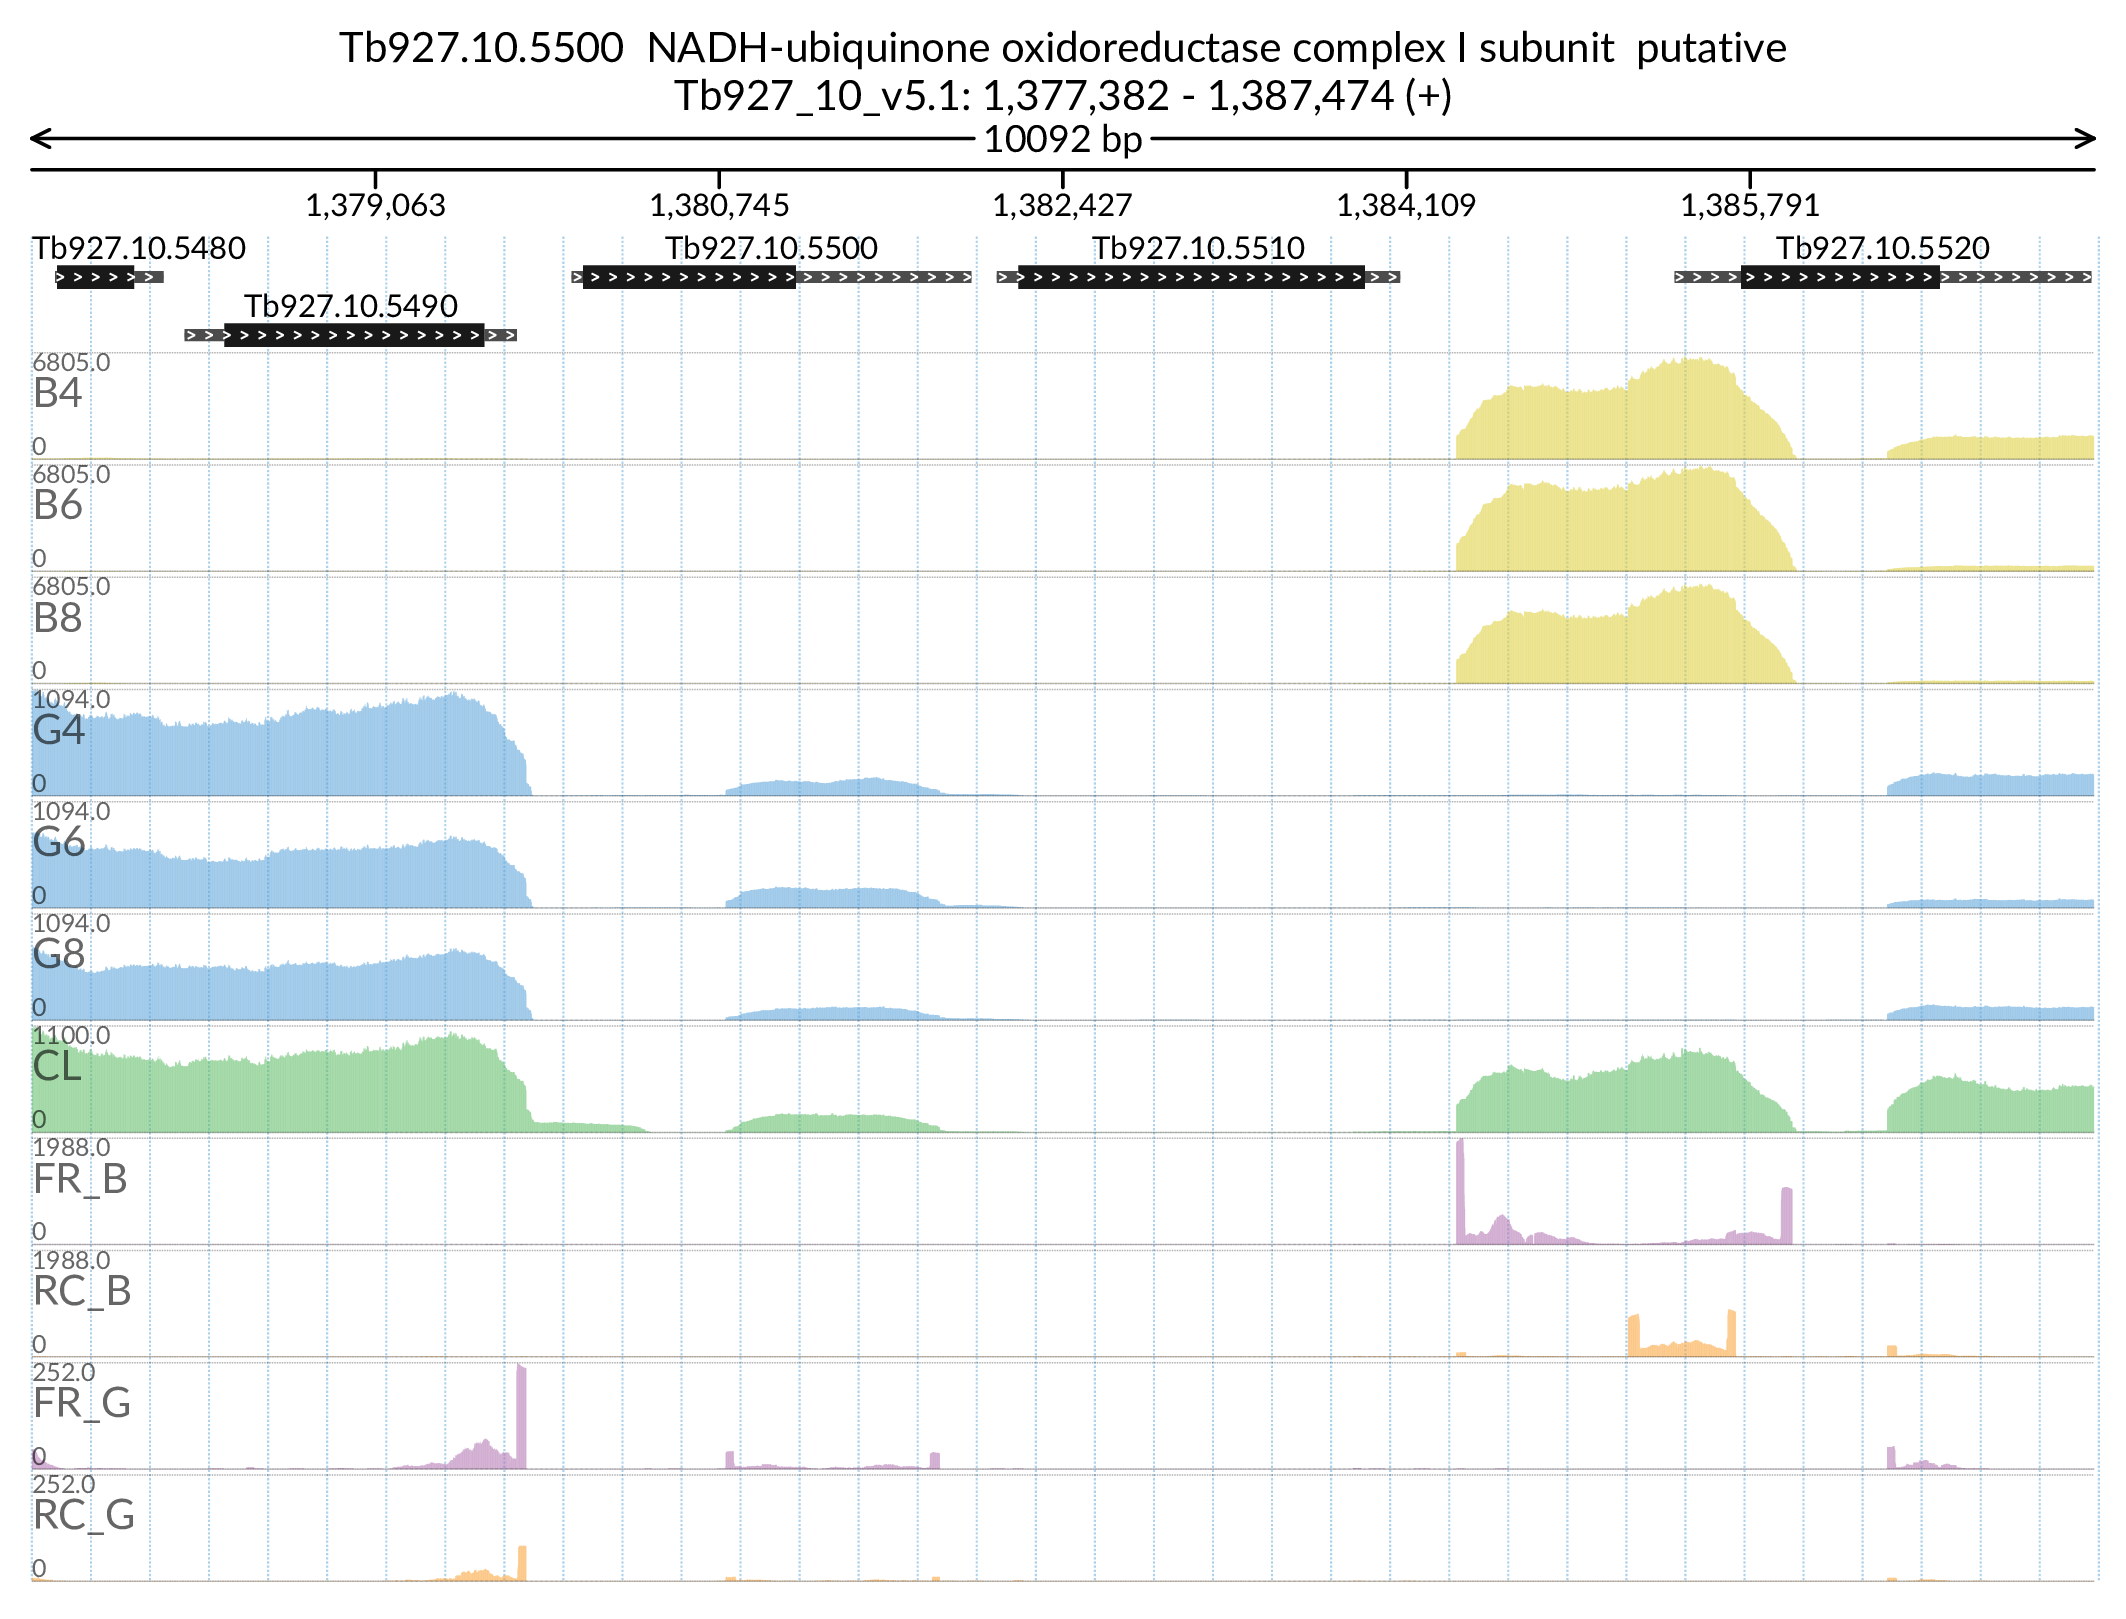 Tb927.10.5500 NADH-ubiquinone oxidoreductase complex I subunit putative
Tb927_10_v5.1: 1,377,382 - 1,387,474 (+)
10092 bp
1,379,063 1,380,745 1,382,427 1,384,109 1,385,791
Tb927.10.5480 Tb927.10.5500 Tb927.10.5510 Tb927.10.5520
Tb927.10.5490
6805.0
B4
0
6805.0
B6
0
6805.0
B8
0
1094.0
G4
0
1094.0
G6
0
1094.0
G8
0
1100.0
CL
0
1988.0
FR_B
0
1988.0
RC_B
0
252.0
FR_G
0
252.0
RC_G
0